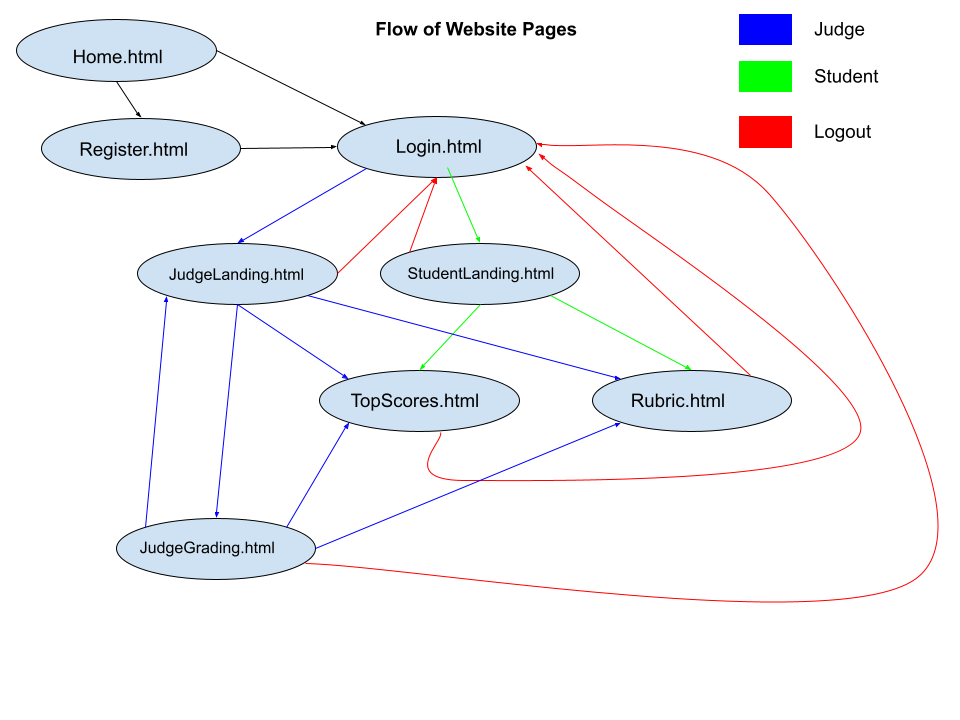 Flow of Website Pages
Judge
Student
Logout
Home.html
Register.html
Login.html
JudgeLanding.html
StudentLanding.html
TopScores.html
Rubric.html
JudgeGrading.html